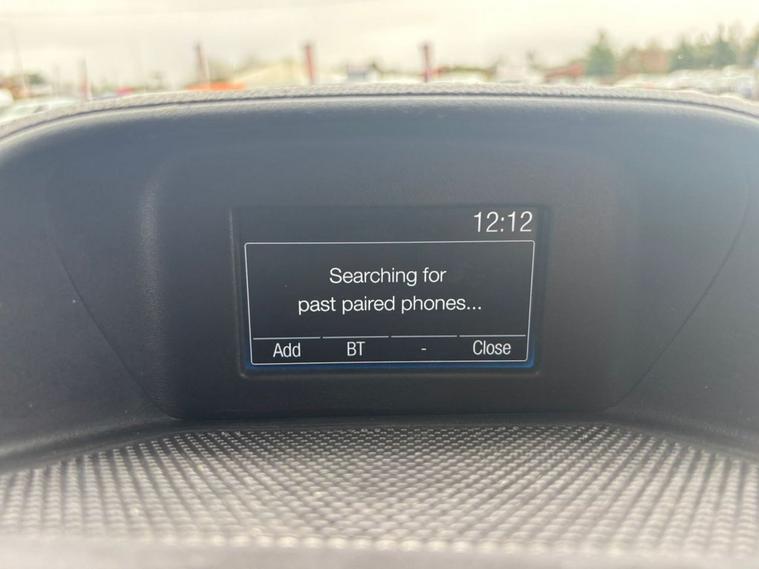 12:12
Searching for
past paired phones...
Add BT - Close